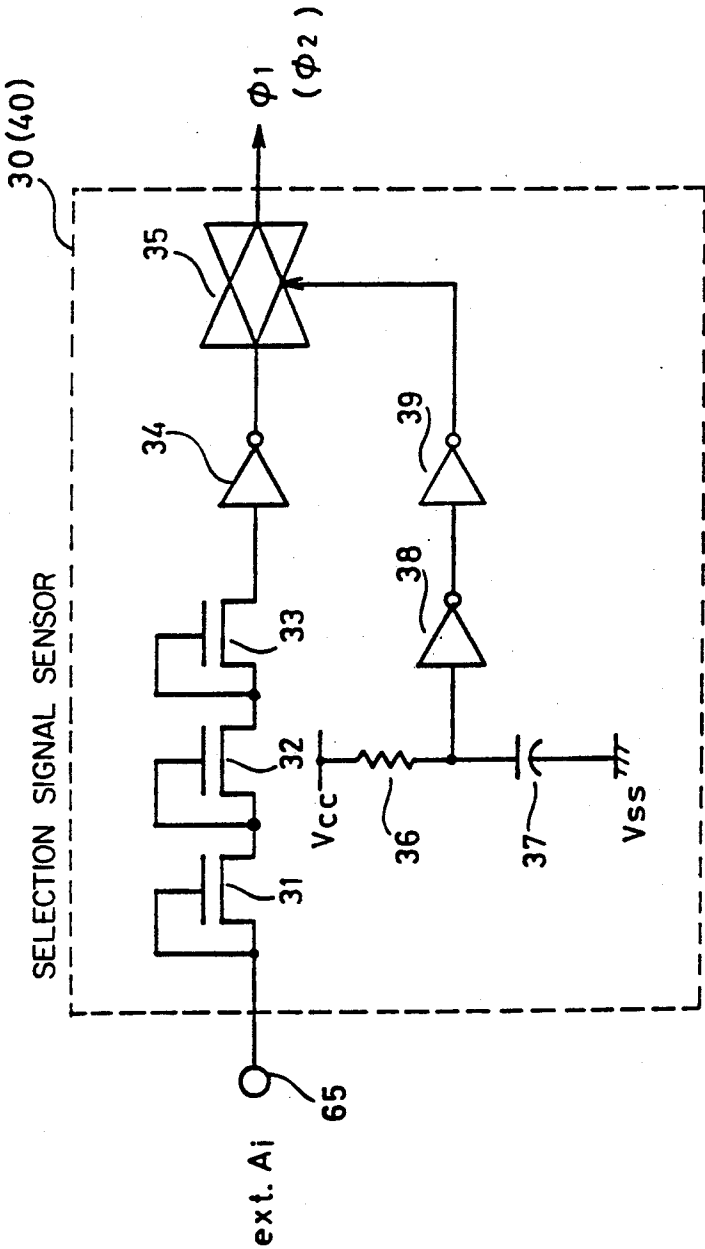 SELECTION SIGNAL SENSOR
30 (40)
ext. Ai
65
31
32
33
34
35
ϕ1
(ϕ2)
Vcc
36
37
Vss
38
39